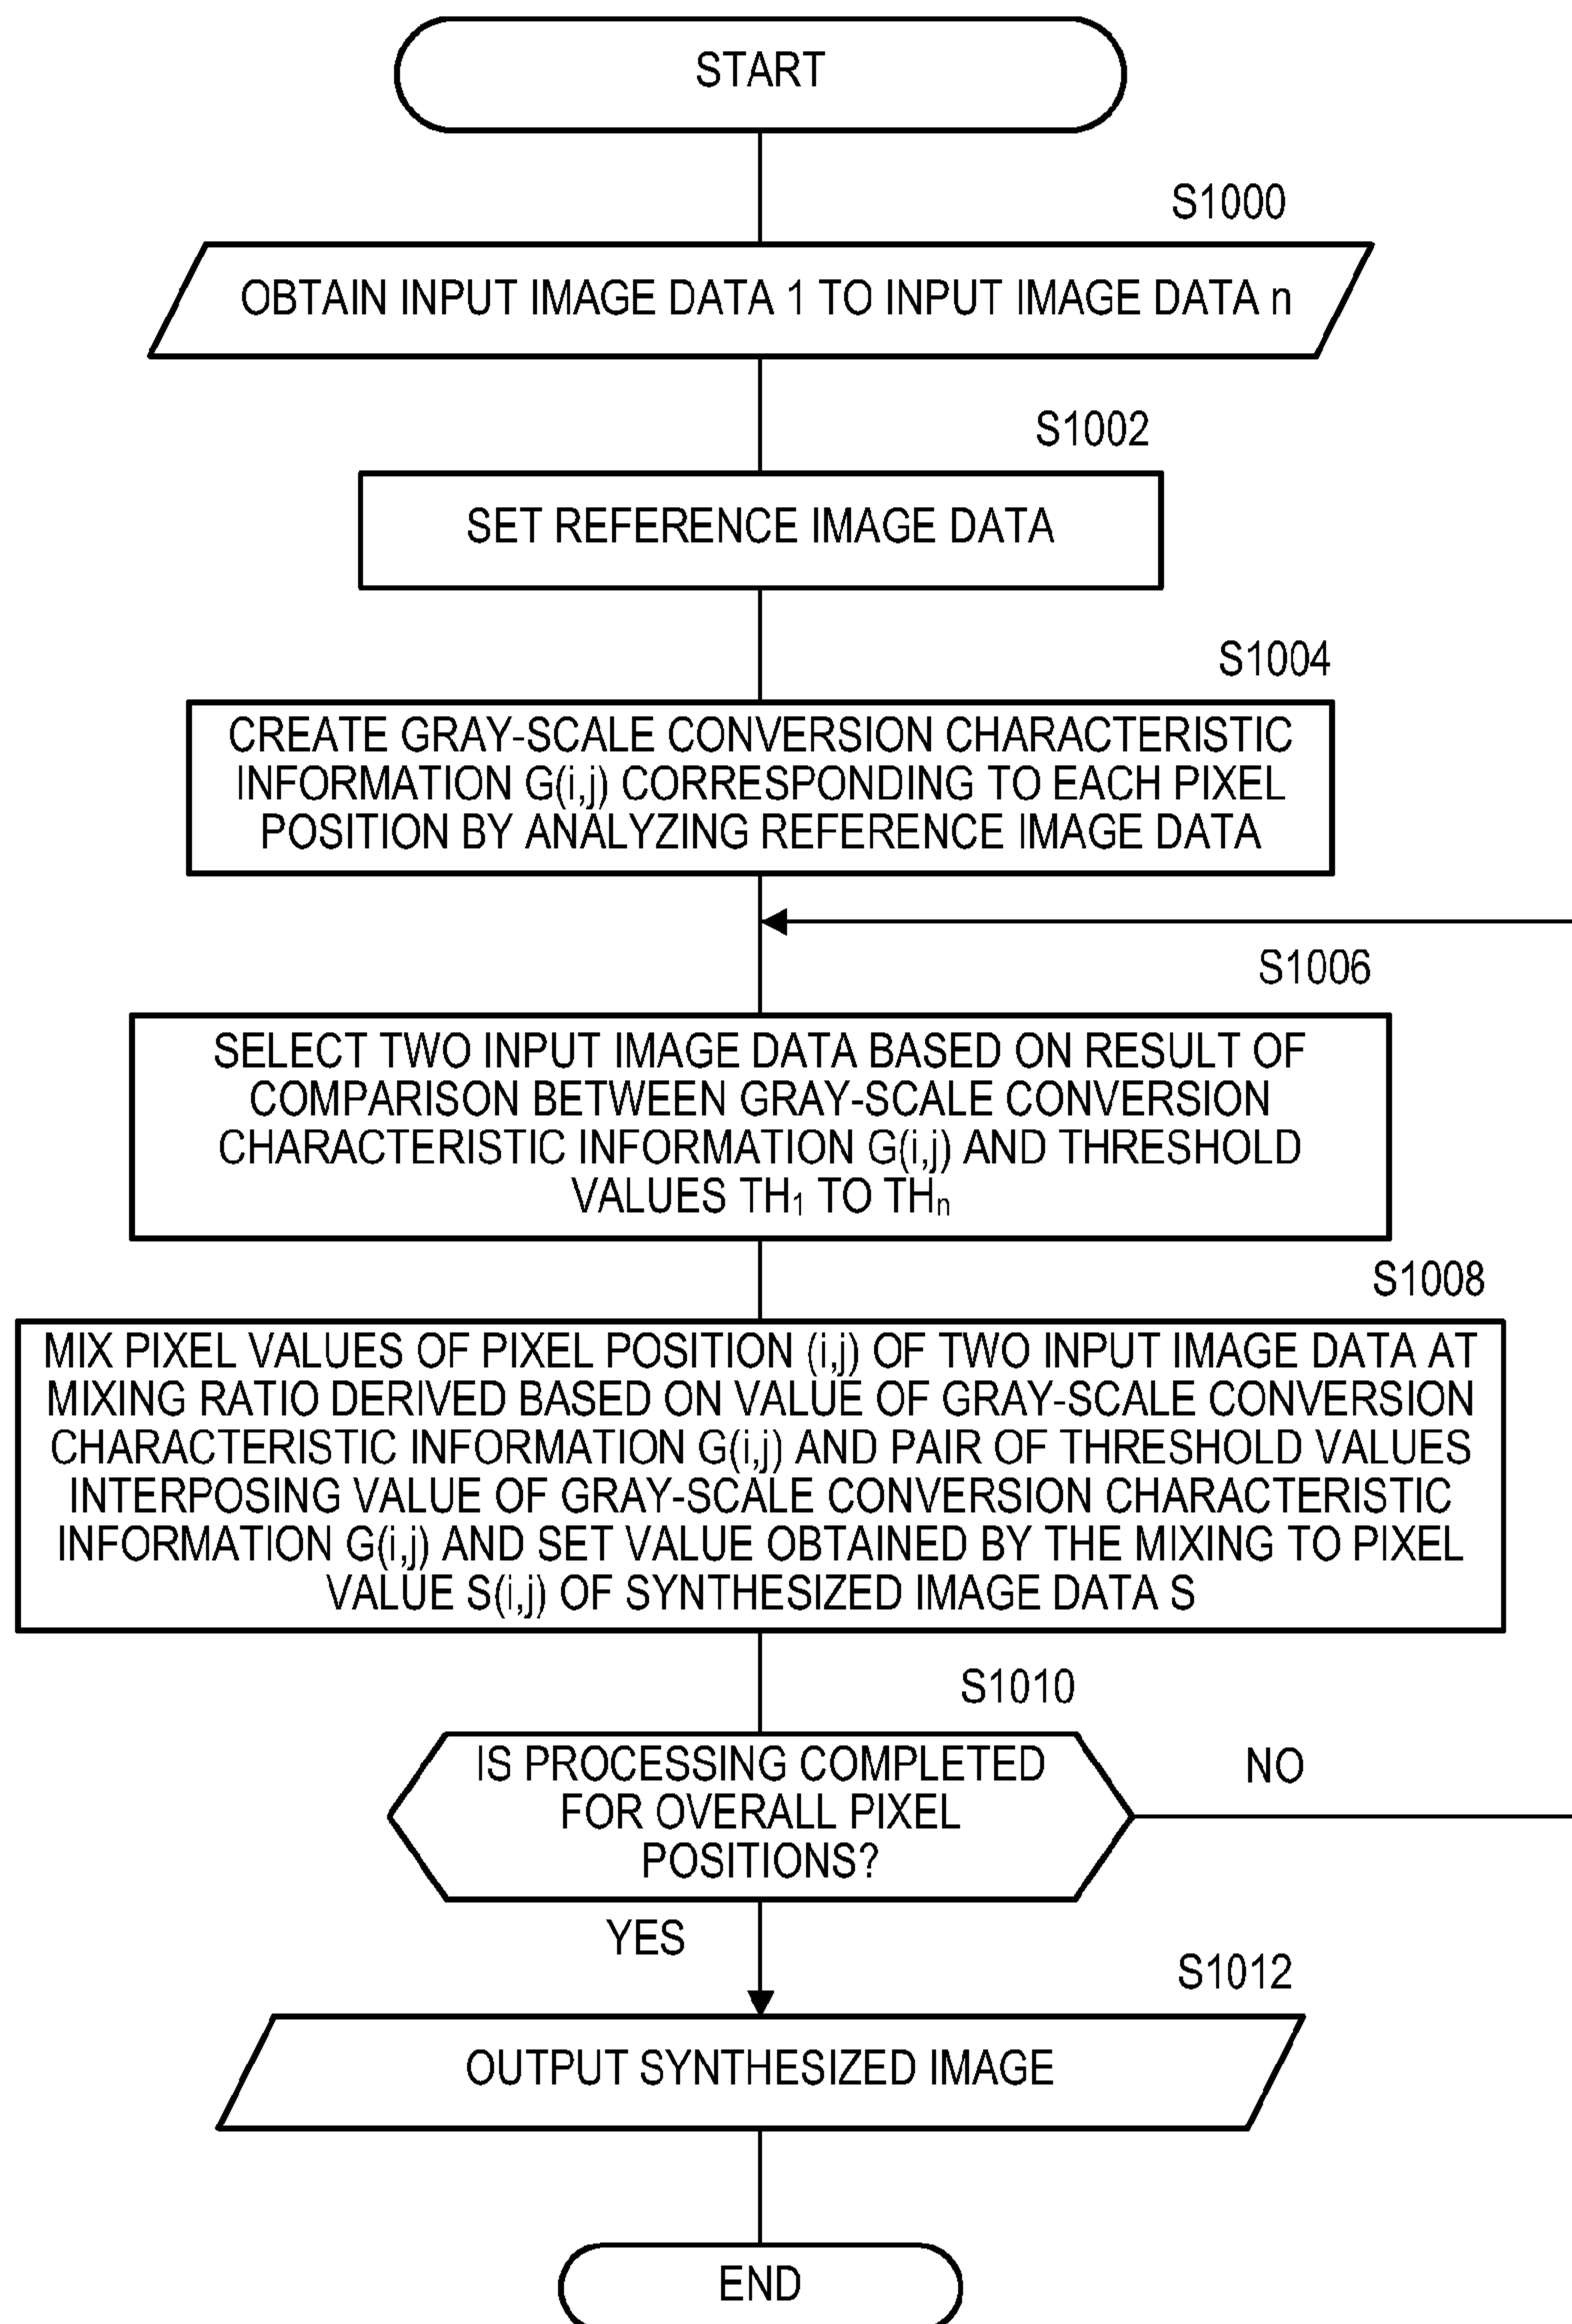 START
S1000
OBTAIN INPUT IMAGE DATA 1 TO INPUT IMAGE DATA n
S1002
SET REFERENCE IMAGE DATA
S1004
CREATE GRAY-SCALE CONVERSION CHARACTERISTIC
INFORMATION G(i,j) CORRESPONDING TO EACH PIXEL
POSITION BY ANALYZING REFERENCE IMAGE DATA
S1006
SELECT TWO INPUT IMAGE DATA BASED ON RESULT OF
COMPARISON BETWEEN GRAY-SCALE CONVERSION
CHARACTERISTIC INFORMATION G(i,j) AND THRESHOLD
VALUES TH₁ TO THₙ
S1008
MIX PIXEL VALUES OF PIXEL POSITION (i,j) OF TWO INPUT IMAGE DATA AT
MIXING RATIO DERIVED BASED ON VALUE OF GRAY-SCALE CONVERSION
CHARACTERISTIC INFORMATION G(i,j) AND PAIR OF THRESHOLD VALUES
INTERPOSING VALUE OF GRAY-SCALE CONVERSION CHARACTERISTIC
INFORMATION G(i,j) AND SET VALUE OBTAINED BY THE MIXING TO PIXEL
VALUE S(i,j) OF SYNTHESIZED IMAGE DATA S
S1010
IS PROCESSING COMPLETED
FOR OVERALL PIXEL
POSITIONS?
NO
YES
S1012
OUTPUT SYNTHESIZED IMAGE
END